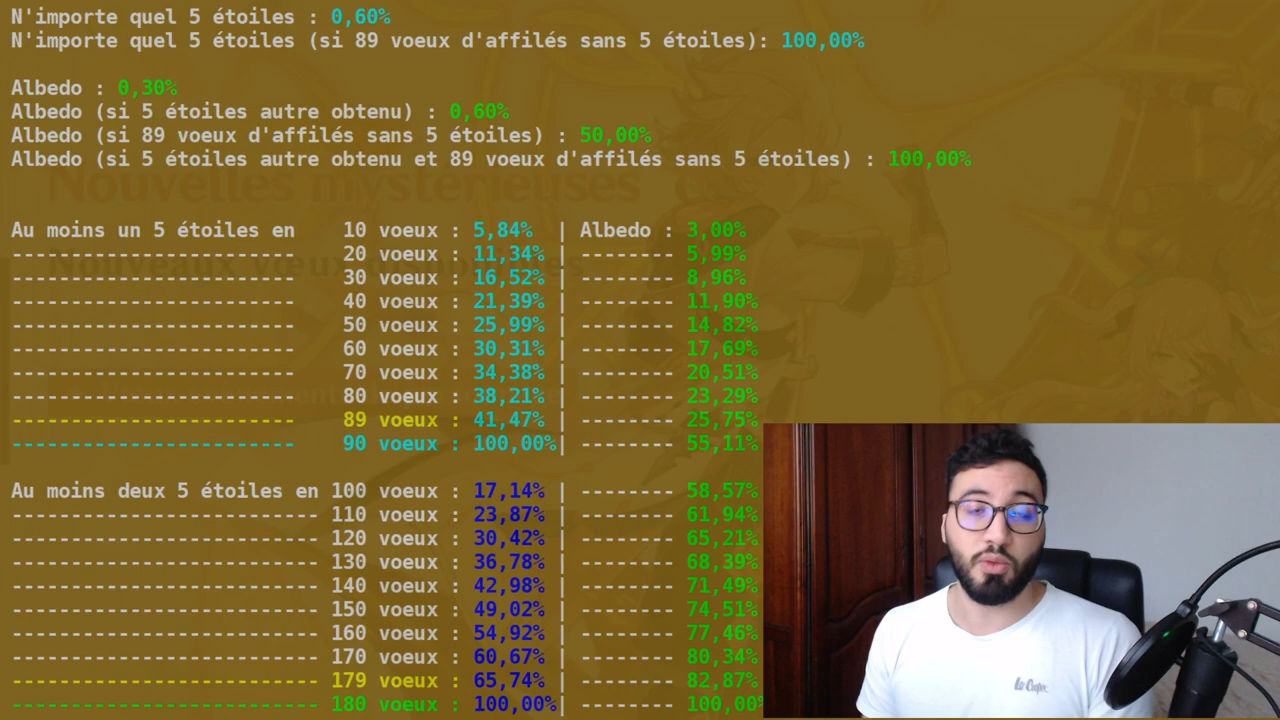 N'importe quel 5 étoiles : 0,60%
N'importe quel 5 étoiles (si 89 voeux d'affilés sans 5 étoiles): 100,00%
Albedo : 0,30%
Albedo (si 5 étoiles autre obtenu) : 0,60%
Albedo (si 89 voeux d'affilés sans 5 étoiles) : 50,00%
Albedo (si 5 étoiles autre obtenu et 89 voeux d'affilés sans 5 étoiles) : 100,00%
Nouvelles mystérieuses
Au moins un 5 étoiles en 10 voeux : 5,84% | Albedo : 3,00%
------------------------ 20 voeux : 11,34% | -------- 5,99%
------------------------ 30 voeux : 16,52% | -------- 8,96%
------------------------ 40 voeux : 21,39% | -------- 11,90%
------------------------ 50 voeux : 25,99% | -------- 14,82%
------------------------ 60 voeux : 30,31% | -------- 17,69%
------------------------ 70 voeux : 34,38% | -------- 20,51%
------------------------ 80 voeux : 38,21% | -------- 23,29%
------------------------ 89 voeux : 41,47% | -------- 25,75%
------------------------ 90 voeux : 100,00%| -------- 55,11%
Au moins deux 5 étoiles en 100 voeux : 17,14% | -------- 58,57%
-------------------------- 110 voeux : 23,87% | -------- 61,94%
-------------------------- 120 voeux : 30,42% | -------- 65,21%
-------------------------- 130 voeux : 36,78% | -------- 68,39%
-------------------------- 140 voeux : 42,98% | -------- 71,49%
-------------------------- 150 voeux : 49,02% | -------- 74,51%
-------------------------- 160 voeux : 54,92% | -------- 77,46%
-------------------------- 170 voeux : 60,67% | -------- 80,34%
-------------------------- 179 voeux : 65,74% | -------- 82,87%
-------------------------- 180 voeux : 100,00%| -------- 100,00%
Lee Cooper